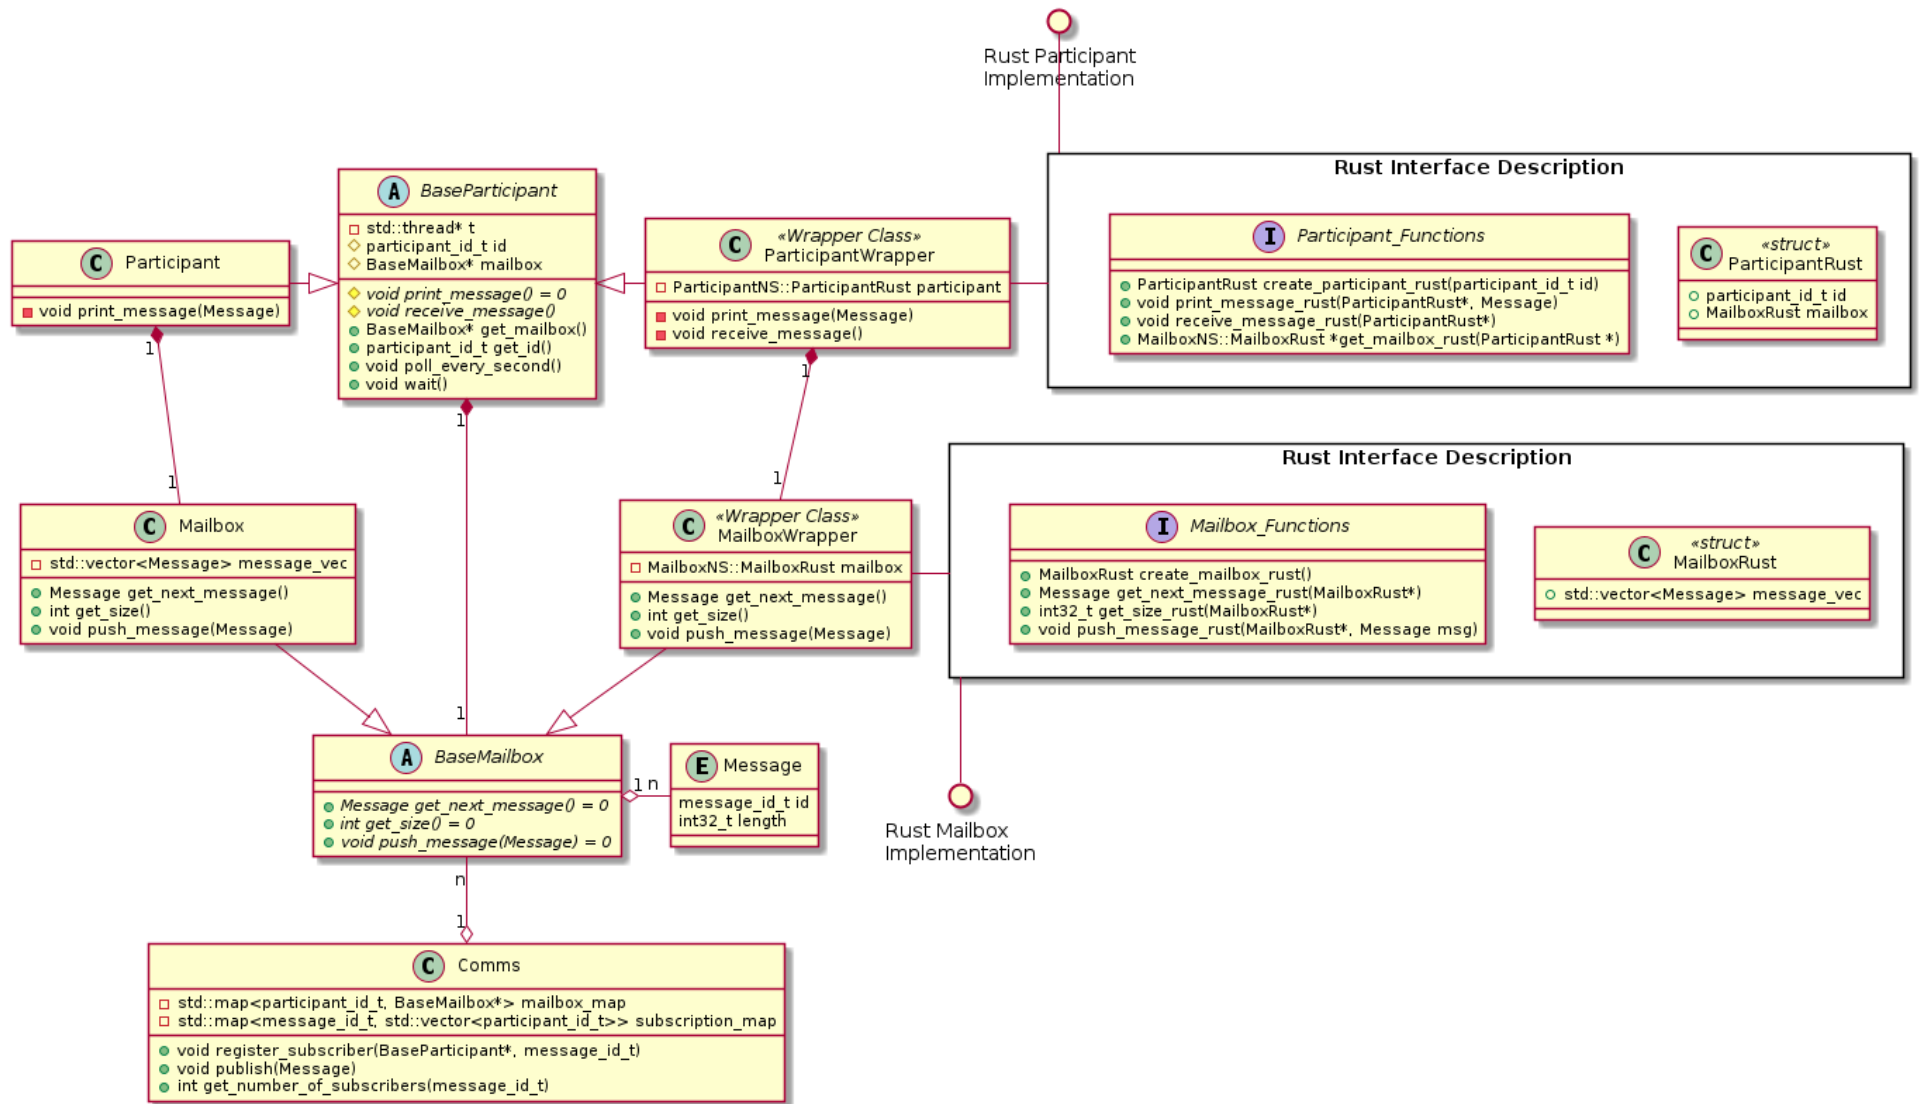 Rust Participant
Implementation
Rust Interface Description
I Participant_Functions
ParticipantRust create_participant_rust(participant_id_t id)
void print_message_rust(ParticipantRust*, Message)
void receive_message_rust(ParticipantRust*)
MailboxNS::MailboxRust *get_mailbox_rust(ParticipantRust *)
«struct»
C ParticipantRust
participant_id_t id
MailboxRust mailbox
A BaseParticipant
std::thread* t
participant_id_t id
BaseMailbox* mailbox
void print_message() = 0
void receive_message()
BaseMailbox* get_mailbox()
participant_id_t get_id()
void poll_every_second()
void wait()
«Wrapper Class»
C ParticipantWrapper
ParticipantNS::ParticipantRust participant
void print_message(Message)
void receive_message()
C Participant
void print_message(Message)
1
1
1
1
1
1
C Mailbox
std::vector<Message> message_vec
Message get_next_message()
int get_size()
void push_message(Message)
«Wrapper Class»
C MailboxWrapper
MailboxNS::MailboxRust mailbox
Message get_next_message()
int get_size()
void push_message(Message)
Rust Interface Description
I Mailbox_Functions
MailboxRust create_mailbox_rust()
Message get_next_message_rust(MailboxRust*)
int32_t get_size_rust(MailboxRust*)
void push_message_rust(MailboxRust*, Message msg)
«struct»
C MailboxRust
std::vector<Message> message_vec
A BaseMailbox
Message get_next_message() = 0
int get_size() = 0
void push_message(Message) = 0
1 n
E Message
message_id_t id
int32_t length
Rust Mailbox
Implementation
n
1
C Comms
std::map<participant_id_t, BaseMailbox*> mailbox_map
std::map<message_id_t, std::vector<participant_id_t>> subscription_map
void register_subscriber(BaseParticipant*, message_id_t)
void publish(Message)
int get_number_of_subscribers(message_id_t)